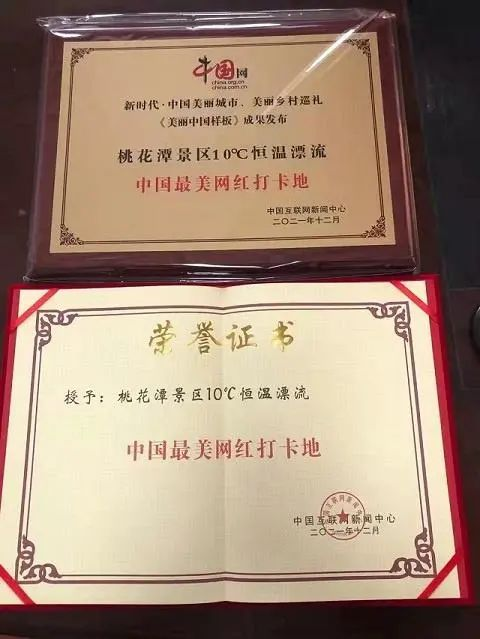 中国网
china.org.cn
china.com.cn
新时代·中国美丽城市、美丽乡村巡礼
《美丽中国样板》成果发布
桃花潭景区10℃恒温漂流
中国最美网红打卡地
中国互联网新闻中心
二〇二一年十二月
荣誉证书
授予：桃花潭景区10℃恒温漂流
中国最美网红打卡地
中国互联网新闻中心
二〇二一年十二月